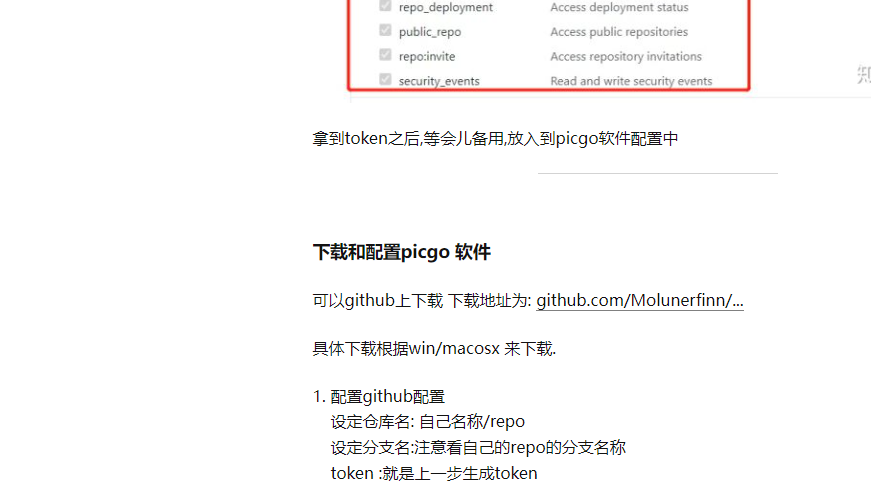 repo_deployment Access deployment status
public_repo Access public repositories
repo:invite Access repository invitations
security_events Read and write security events
拿到token之后,等会儿备用,放入到picgo软件配置中
下载和配置picgo 软件
可以github上下载 下载地址为: github.com/Molunerfinn/...
具体下载根据win/macosx 来下载.
1. 配置github配置
设定仓库名: 自己名称/repo
设定分支名:注意看自己的repo的分支名称
token :就是上一步生成token